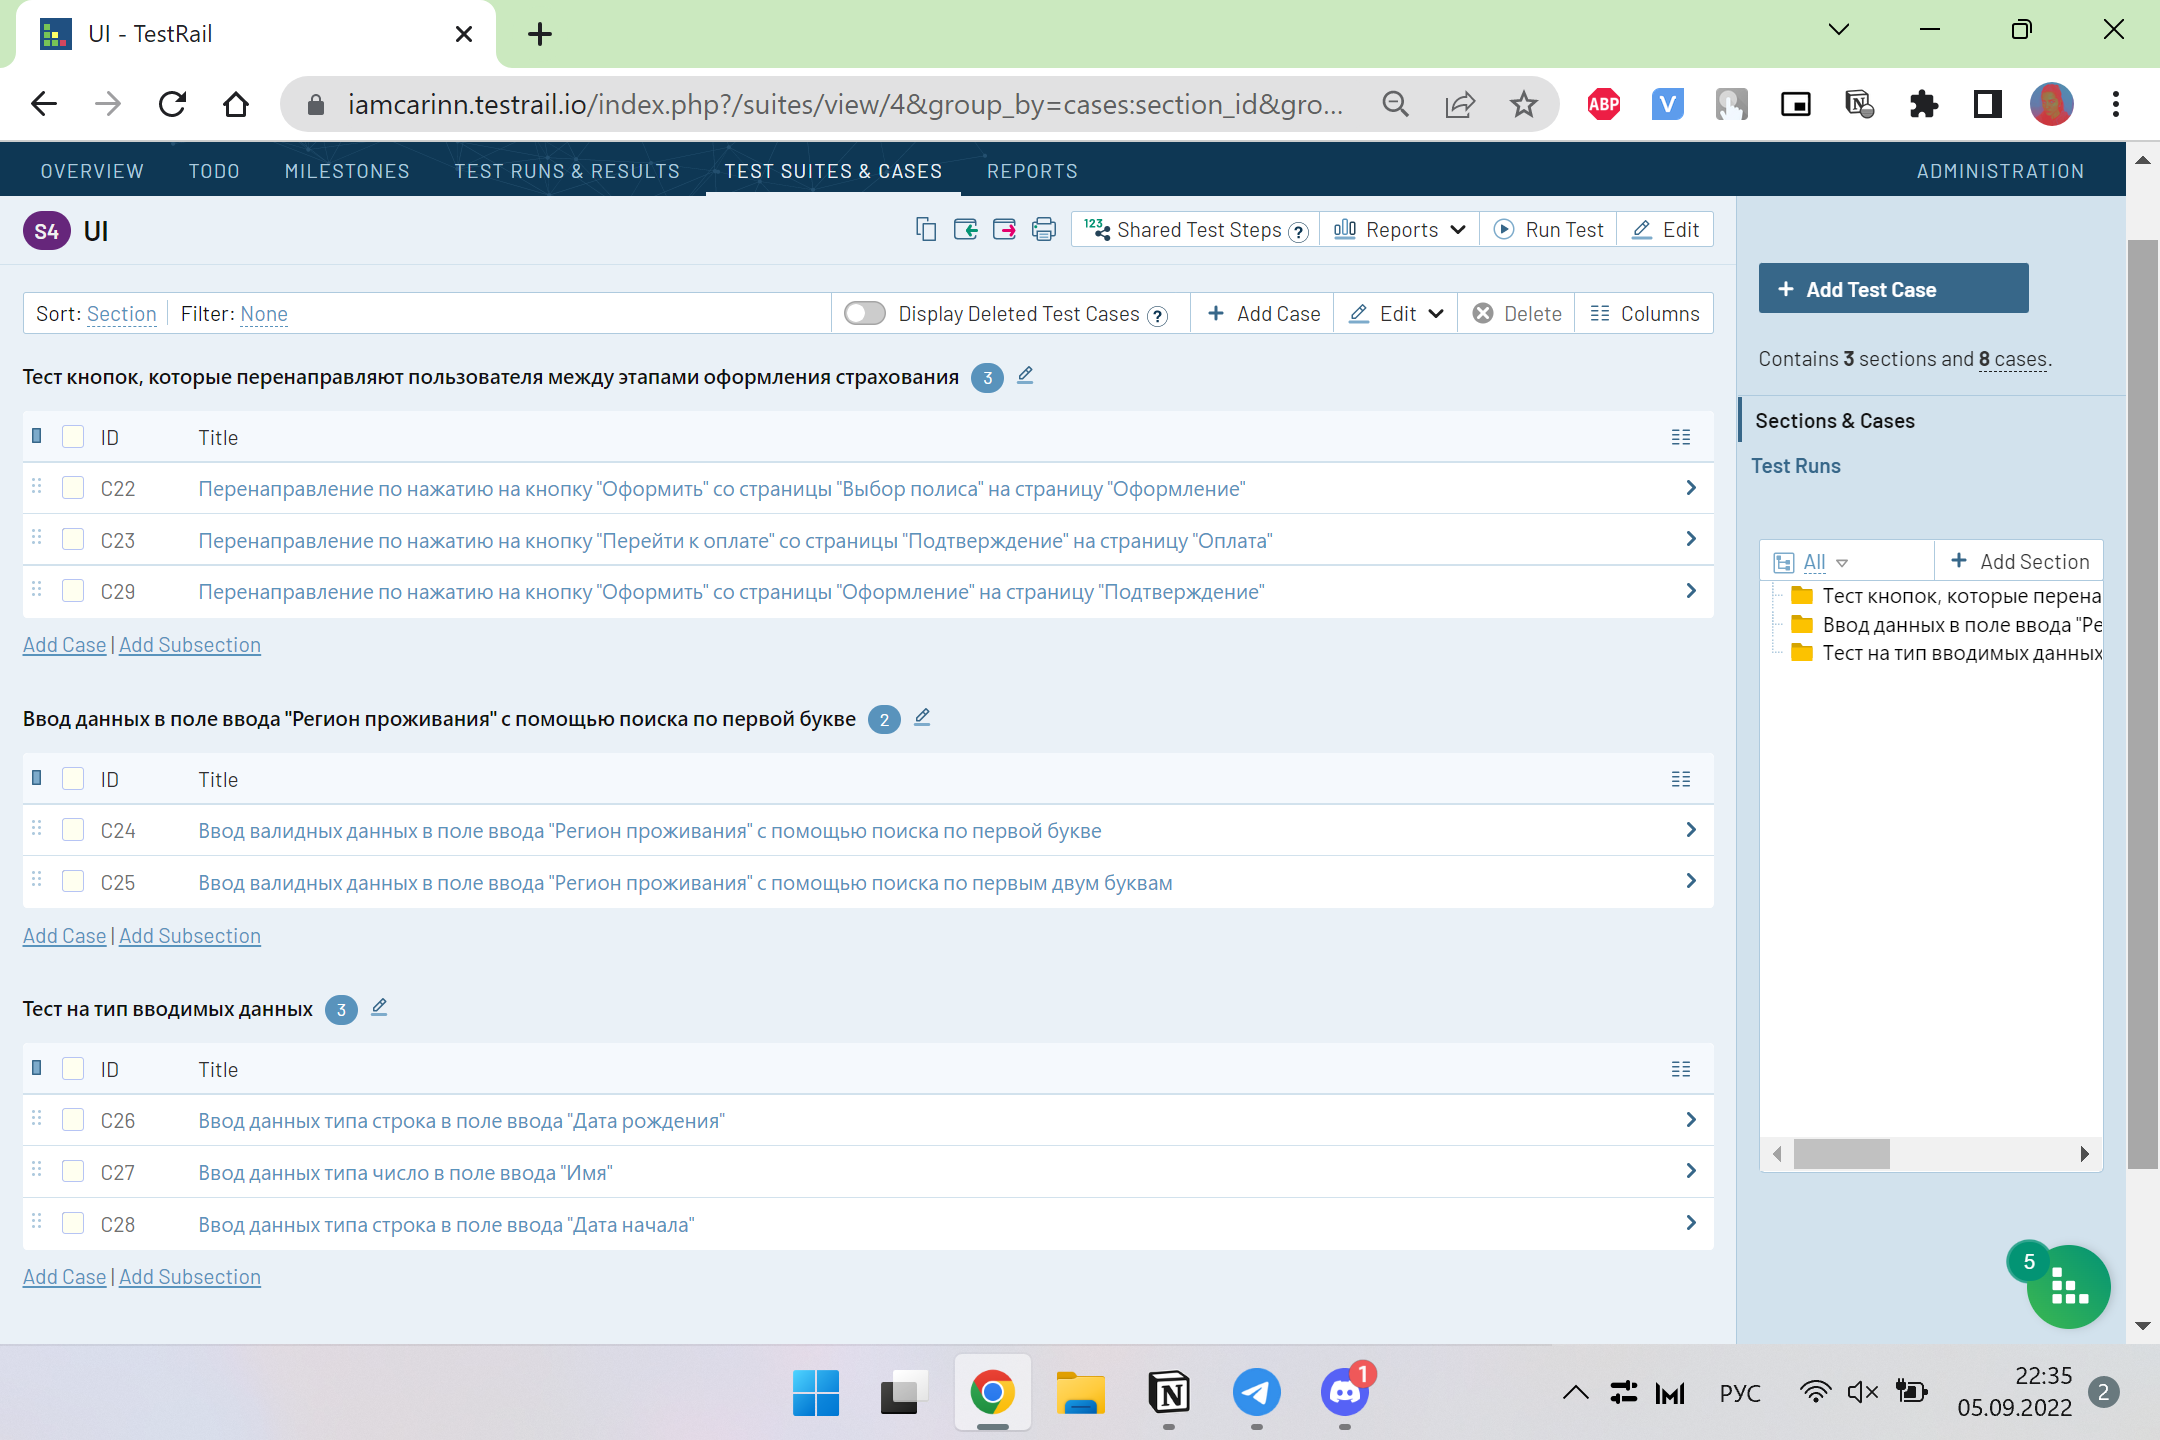 UI - TestRail
iamcarinn.testrail.io/index.php?/suites/view/4&group_by=cases:section_id&gro...
ABP
V
OVERVIEW TODO MILESTONES TEST RUNS & RESULTS TEST SUITES & CASES REPORTS ADMINISTRATION
S4 UI
123 Shared Test Steps ? Reports Run Test Edit
Sort: Section Filter: None Display Deleted Test Cases ? Add Case Edit Delete Columns
Тест кнопок, которые перенаправляют пользователя между этапами оформления страхования 3
ID Title
C22 Перенаправление по нажатию на кнопку "Оформить" со страницы "Выбор полиса" на страницу "Оформление"
C23 Перенаправление по нажатию на кнопку "Перейти к оплате" со страницы "Подтверждение" на страницу "Оплата"
C29 Перенаправление по нажатию на кнопку "Оформить" со страницы "Оформление" на страницу "Подтверждение"
Add Case | Add Subsection
Ввод данных в поле ввода "Регион проживания" с помощью поиска по первой букве 2
ID Title
C24 Ввод валидных данных в поле ввода "Регион проживания" с помощью поиска по первой букве
C25 Ввод валидных данных в поле ввода "Регион проживания" с помощью поиска по первым двум буквам
Add Case | Add Subsection
Тест на тип вводимых данных 3
ID Title
C26 Ввод данных типа строка в поле ввода "Дата рождения"
C27 Ввод данных типа число в поле ввода "Имя"
C28 Ввод данных типа строка в поле ввода "Дата начала"
Add Case | Add Subsection
+ Add Test Case
Contains 3 sections and 8 cases.
Sections & Cases
Test Runs
All + Add Section
Тест кнопок, которые перена
Ввод данных в поле ввода "Ре
Тест на тип вводимых данных
5
1
РУС
22:35
05.09.2022
2